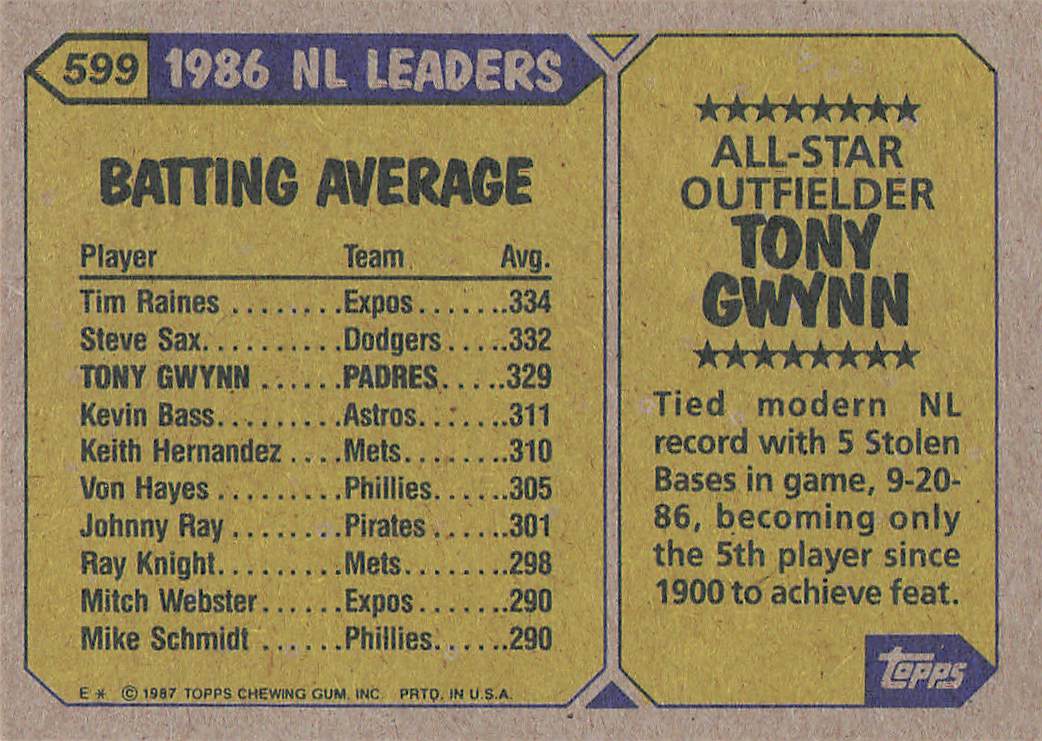 599 1986 NL LEADERS
BATTING AVERAGE
Player Team Avg.
Tim Raines ........Expos.......334
Steve Sax..........Dodgers.....332
TONY GWYNN ......PADRES.....329
Kevin Bass.........Astros.......311
Keith Hernandez ....Mets........310
Von Hayes .........Phillies......305
Johnny Ray ........Pirates......301
Ray Knight.........Mets........298
Mitch Webster......Expos.......290
Mike Schmidt ......Phillies......290
E * © 1987 TOPPS CHEWING GUM, INC. PRTD. IN U.S.A.
ALL-STAR
OUTFIELDER
TONY
GWYNN
Tied modern NL
record with 5 Stolen
Bases in game, 9-20-
86, becoming only
the 5th player since
1900 to achieve feat.
topps